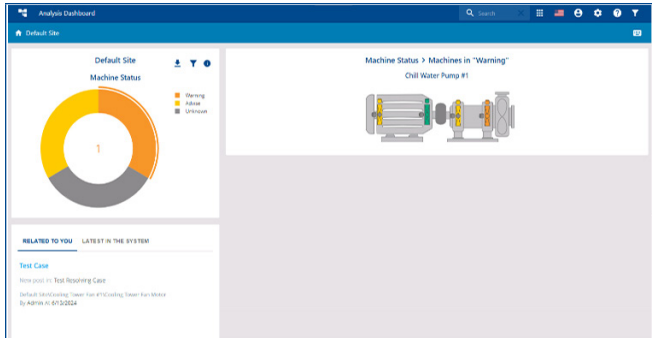 Analysis Dashboard
Search
Default Site
Default Site
Machine Status
Warning
Advise
Unknown
1
Machine Status > Machines in "Warning"
Chill Water Pump #1
RELATED TO YOU LATEST IN THE SYSTEM
Test Case
New post in: Test Resolving Case
Default Site\Cooling Tower Fan #1\Cooling Tower Fan Motor
By Admin At 6/13/2024